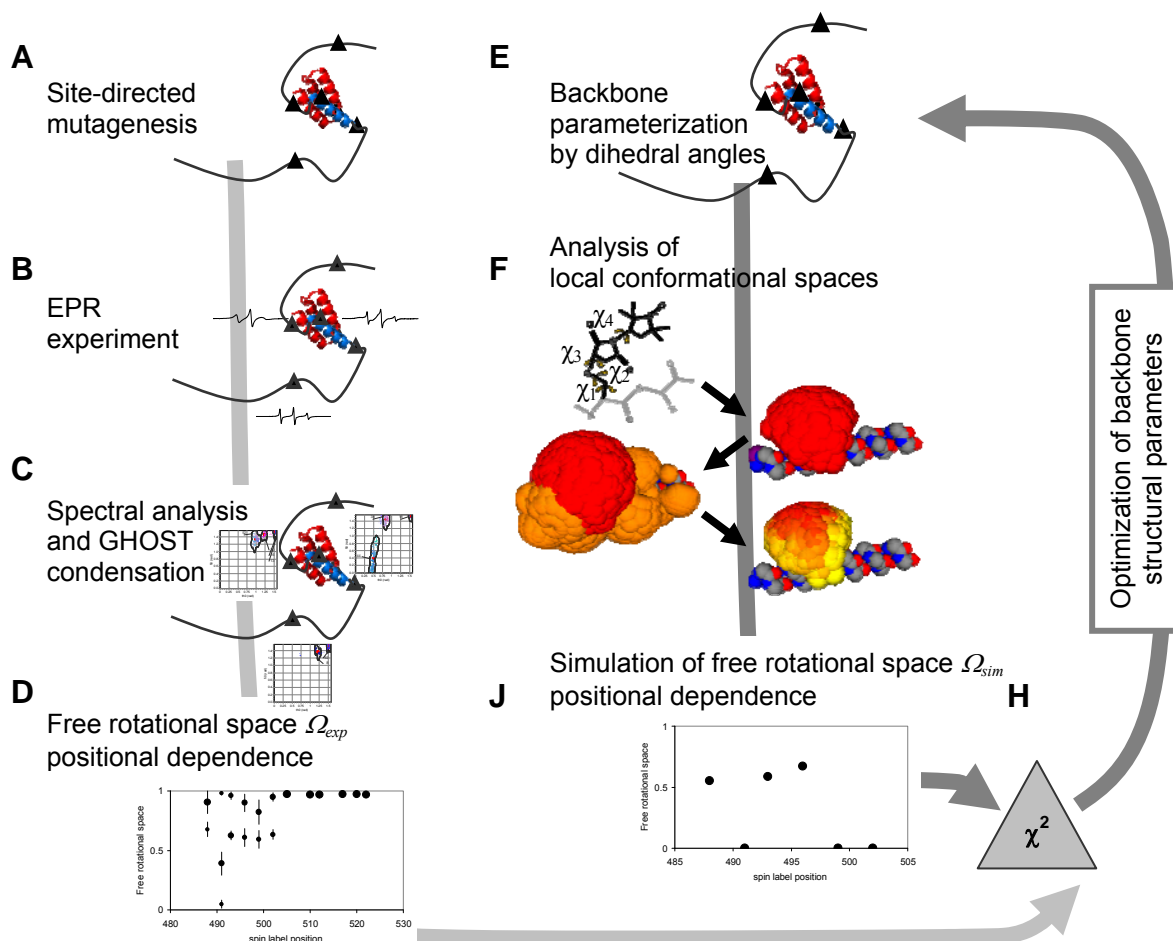 A
Site-directed
mutagenesis
B
EPR
experiment
C
Spectral analysis
and GHOST
condensation
D
Free rotational space Ωexp
positional dependence
Free rotational space
1
0.5
0
480 490 500 510 520 530
spin label position
E
Backbone
parameterization
by dihedral angles
F
Analysis of
local conformational spaces
χ4
χ3
χ2
χ1
J
Simulation of free rotational space Ωsim
positional dependence
Free rotational space
1
0.5
0
485 490 495 500 505
spin label position
H
χ²
Optimization of backbone
structural parameters